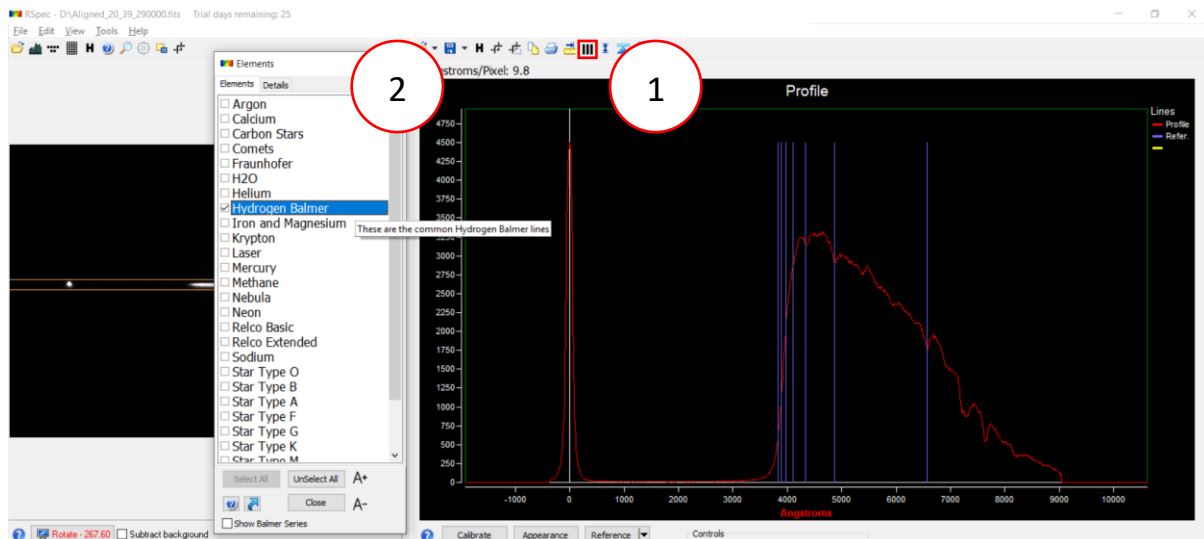 RSpec - D:\Aligned_20_39_290000.fits    Trial days remaining: 25
File  Edit  View  Tools  Help
Elements
Elements  Details
Argon
Calcium
Carbon Stars
Comets
Fraunhofer
H2O
Helium
Hydrogen Balmer
Iron and Magnesium
Krypton
Laser
Mercury
Methane
Nebula
Neon
Relco Basic
Relco Extended
Sodium
Star Type O
Star Type B
Star Type A
Star Type F
Star Type G
Star Type K
Star Type M
These are the common Hydrogen Balmer lines
Select All  UnSelect All  A+
Close  A-
Show Balmer Series
Rotate - 267.60  Subtract background
2
1
H
H
/Pixel: 9.8
Profile
Lines
Profile
Refer.
4750
4500
4250
4000
3750
3500
3000
2750
2500
2250
2000
1750
1500
1250
1000
750
500
250
0
-1000  0  1000  2000  3000  4000  5000  6000  7000  8000  9000  10000
Angstroms
Calibrate  Appearance  Reference  Controls